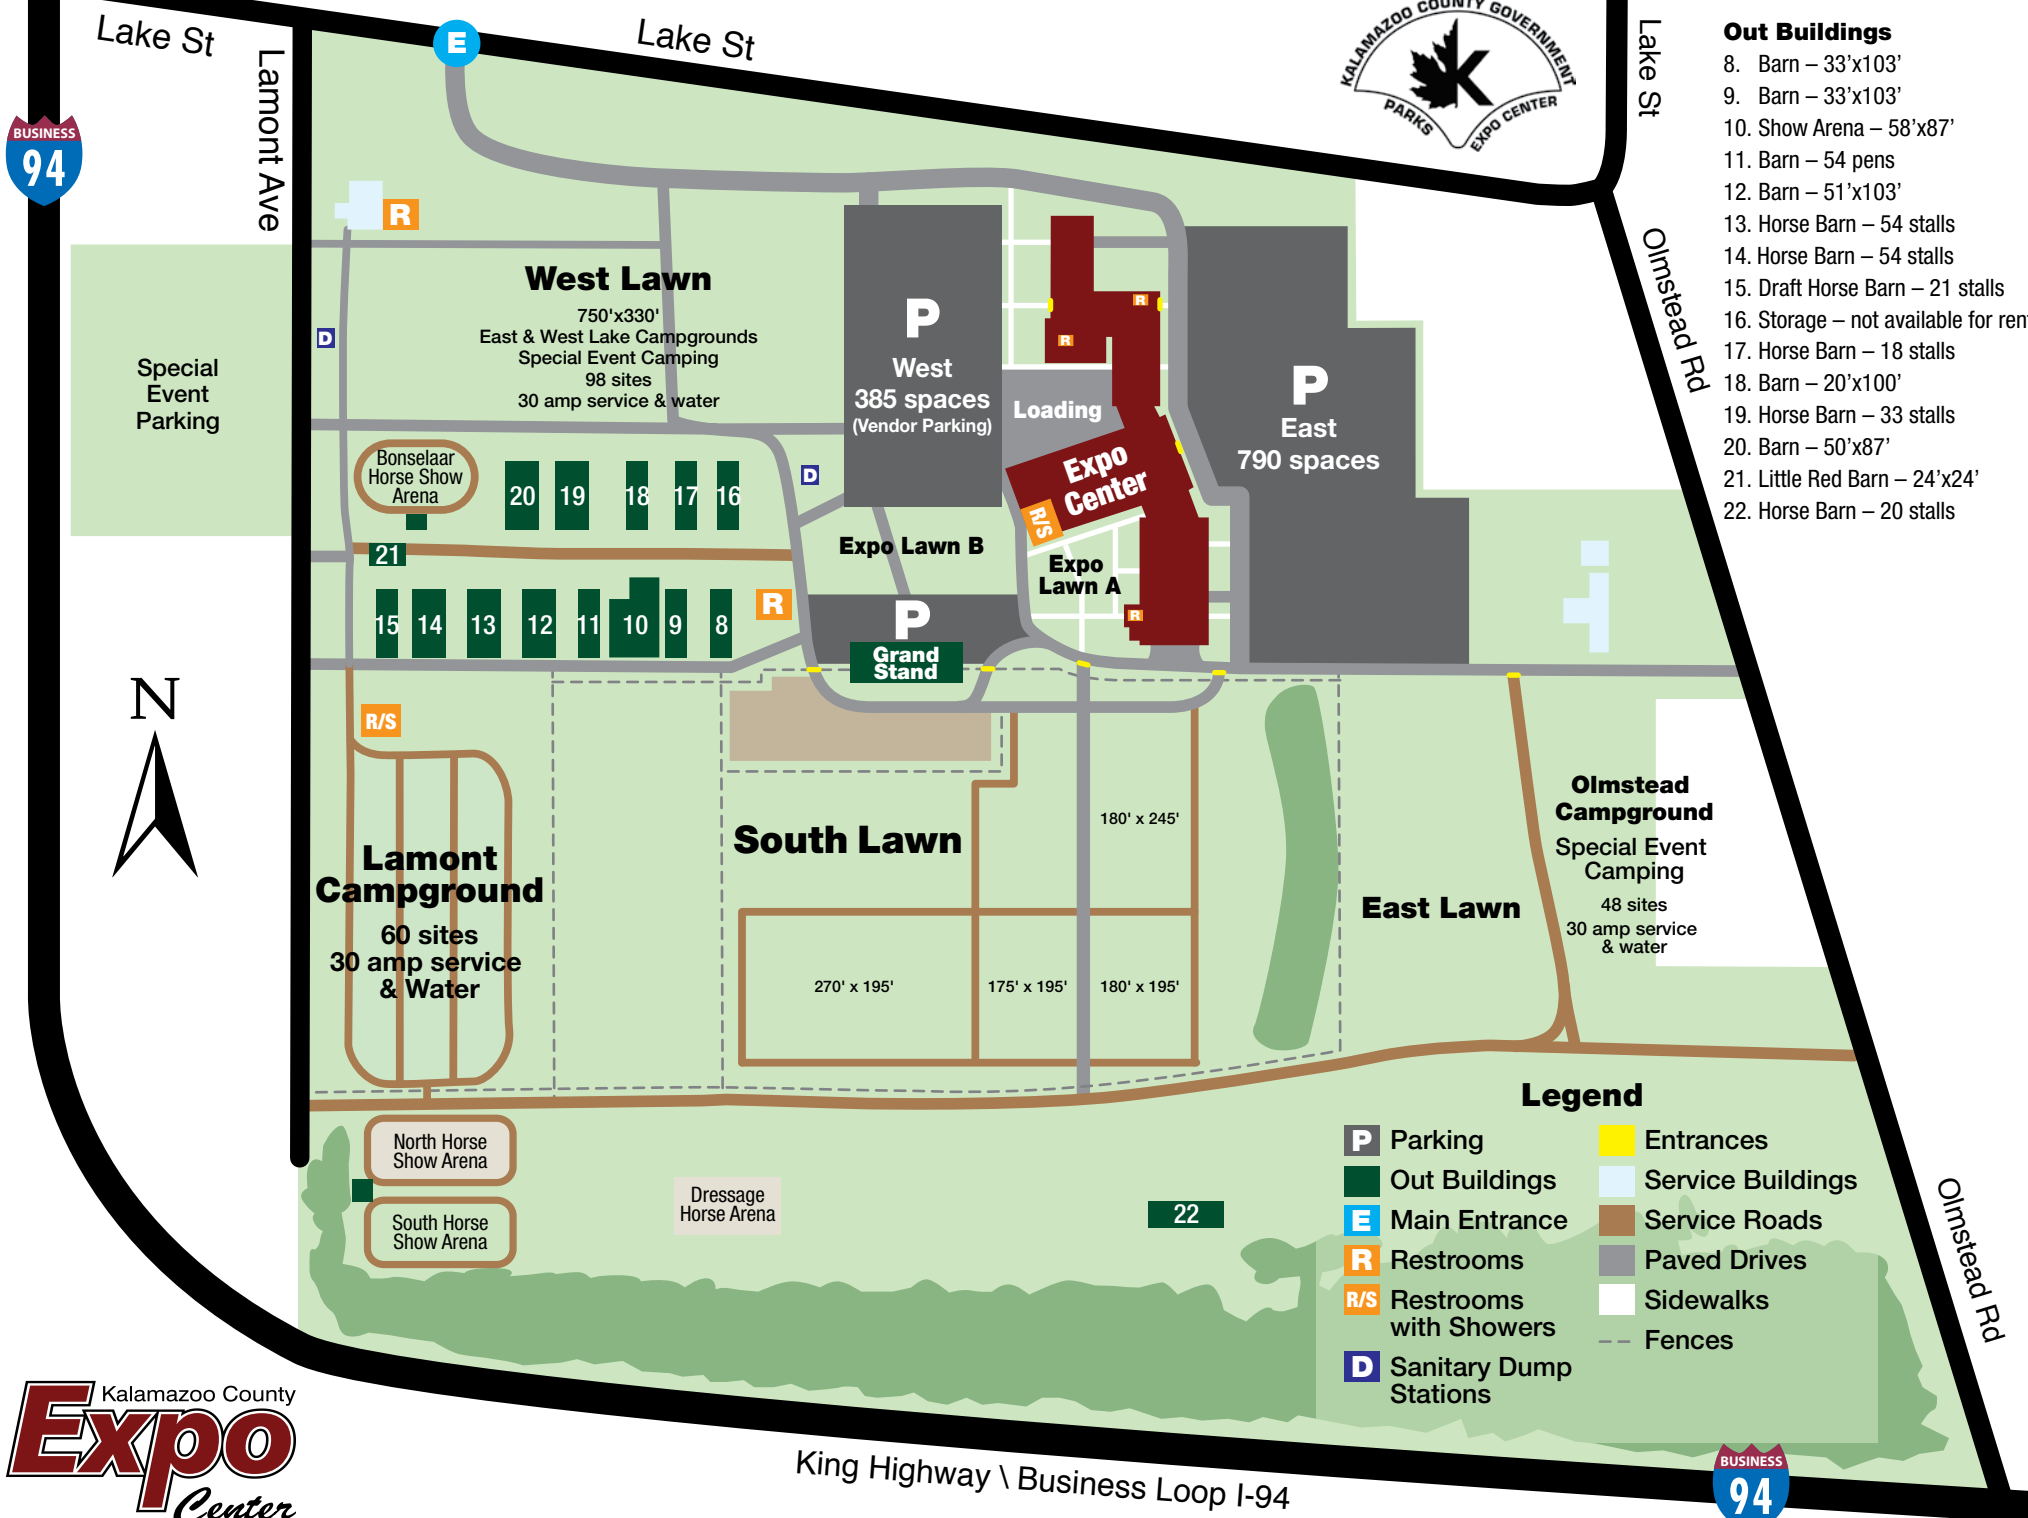 Lake St
Lamont Ave
E
Lake St
KALAMAZOO COUNTY GOVERNMENT
K
PARKS
EXPO CENTER
Lake St
Olmstead Rd
BUSINESS
94
Out Buildings
8. Barn – 33’x103’
9. Barn – 33’x103’
10. Show Arena – 58’x87’
11. Barn – 54 pens
12. Barn – 51’x103’
13. Horse Barn – 54 stalls
14. Horse Barn – 54 stalls
15. Draft Horse Barn – 21 stalls
16. Storage – not available for ren
17. Horse Barn – 18 stalls
18. Barn – 20’x100’
19. Horse Barn – 33 stalls
20. Barn – 50’x87’
21. Little Red Barn – 24’x24’
22. Horse Barn – 20 stalls
R
D
Special
Event
Parking
West Lawn
750'x330'
East & West Lake Campgrounds
Special Event Camping
98 sites
30 amp service & water
P
West
385 spaces
(Vendor Parking)
R
R
Loading
P
East
790 spaces
Bonselaar
Horse Show
Arena
20
19
18
17
16
D
Expo
Center
R/S
Expo Lawn B
Expo
Lawn A
21
15
14
13
12
11
10
9
8
R
P
R
Grand
Stand
N
R/S
Lamont
Campground
60 sites
30 amp service
& Water
South Lawn
180' x 245'
270' x 195'
175' x 195'
180' x 195'
East Lawn
Olmstead
Campground
Special Event
Camping
48 sites
30 amp service
& water
North Horse
Show Arena
South Horse
Show Arena
Dressage
Horse Arena
22
Legend
P Parking
Out Buildings
E Main Entrance
R Restrooms
R/S Restrooms
with Showers
D Sanitary Dump
Stations
Entrances
Service Buildings
Service Roads
Paved Drives
Sidewalks
Fences
Olmstead Rd
Kalamazoo County
Expo
Center
King Highway \ Business Loop I-94
BUSINESS
94